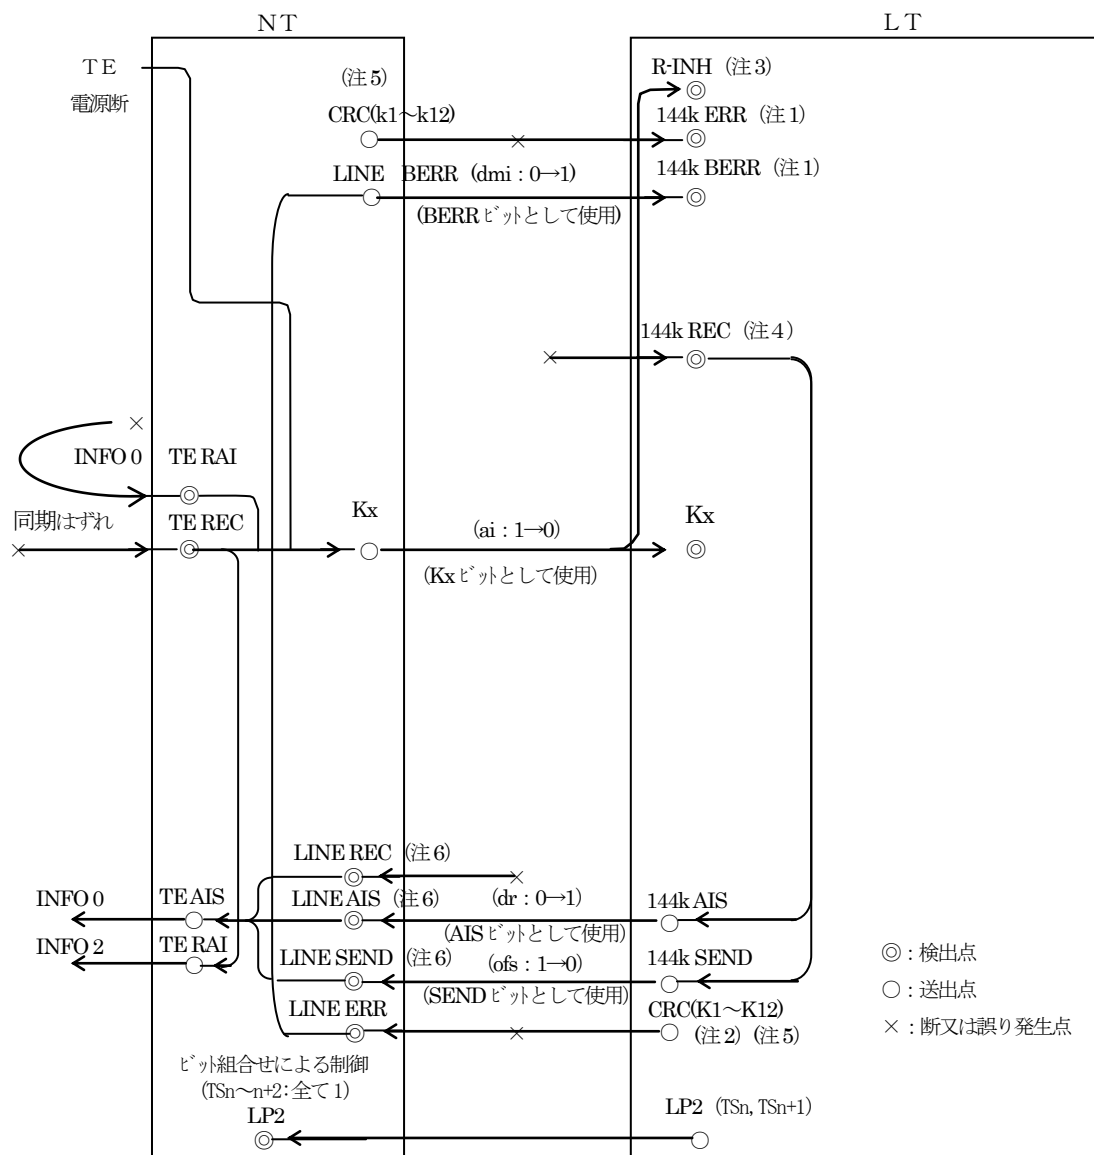 NT
LT
TE
電源断
R-INH (注3)
(注5)
CRC(k1～k12)
144k ERR (注1)
LINE BERR (dmi : 0→1)
144k BERR (注1)
(BERRビットとして使用)
144k REC (注4)
INFO 0
TE RAI
同期はずれ
TE REC
Kx
(ai : 1→0)
Kx
(Kxビットとして使用)
LINE REC (注6)
INFO 0
TE AIS
LINE AIS (注6)
(dr : 0→1)
144k AIS
(AISビットとして使用)
INFO 2
TE RAI
LINE SEND (注6)
(ofs : 1→0)
144k SEND
(SENDビットとして使用)
LINE ERR
CRC(K1～K12)
(注2) (注5)
◎ : 検出点
○ : 送出点
× : 断又は誤り発生点
ビット組合せによる制御
(TSn～n+2: 全て1)
LP2
LP2 (TSn, TSn+1)